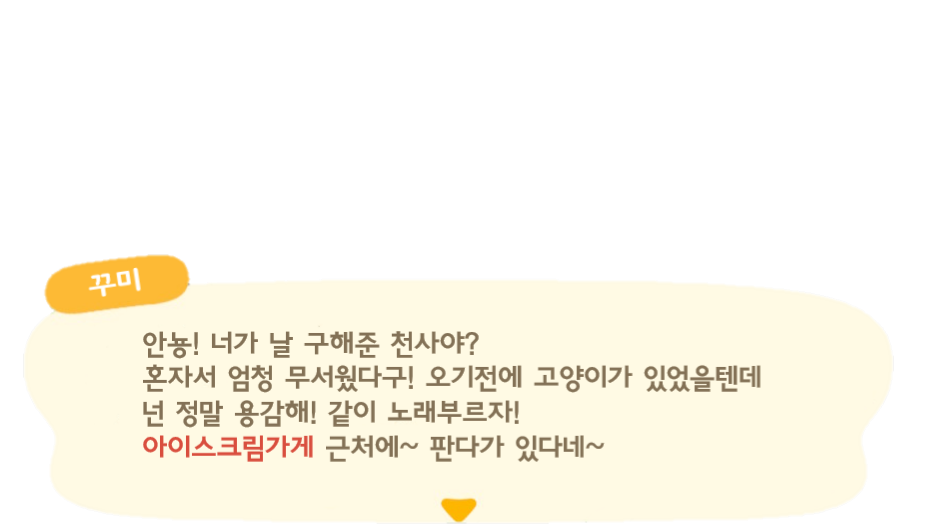 꾸미
안뇽! 너가 날 구해준 천사야?
혼자서 엄청 무서웠다구! 오기전에 고양이가 있었을텐데
넌 정말 용감해! 같이 노래부르자!
아이스크림가게 근처에~ 판다가 있다네~